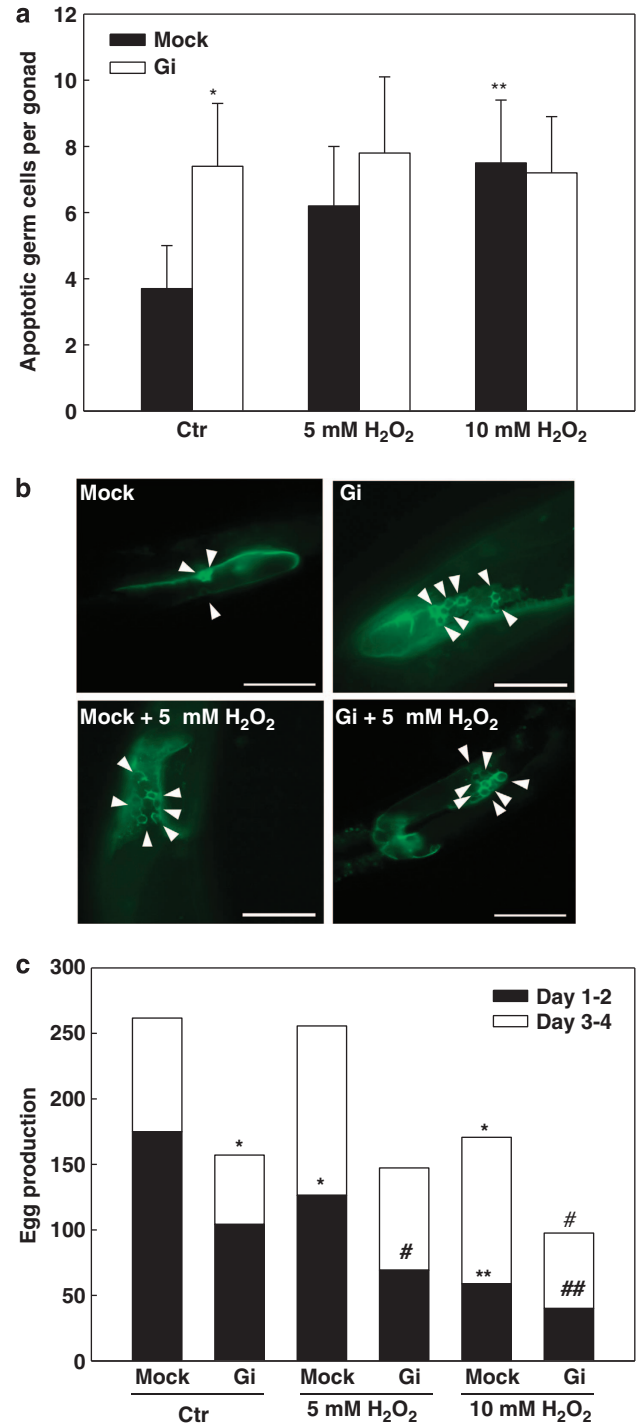 a
12
10
8
6
4
2
0
Apoptotic germ cells per gonad
Mock
Gi
*
**
Ctr
5 mM H₂O₂
10 mM H₂O₂
b
Mock
Gi
Mock + 5 mM H₂O₂
Gi + 5 mM H₂O₂
c
300
250
200
150
100
50
0
Egg production
Day 1-2
Day 3-4
*
*
#
*
**
#
##
Mock
Gi
Mock
Gi
Mock
Gi
Ctr
5 mM H₂O₂
10 mM H₂O₂